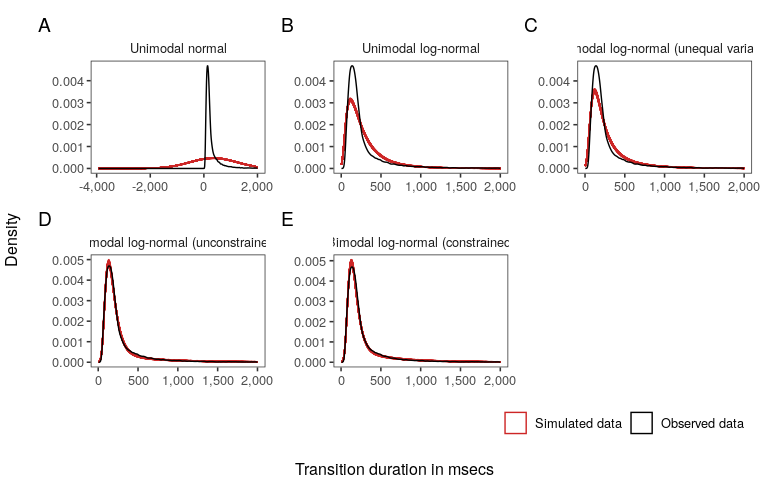 A
B
C
Unimodal normal
Unimodal log-normal
log-normal (unequal
0.004
0.003
0.002
0.001
0.000
-4,000 -2,000 0 2,000
0.004
0.003
0.002
0.001
0.000
0 500 1,000 1,500 2,000
0.004
0.003
0.002
0.001
0.000
0 500 1,000 1,500 2,000
D
E
log-normal (unconstrained
log-normal (constrained
0.005
0.004
0.003
0.002
0.001
0.000
0 500 1,000 1,500 2,000
0.005
0.004
0.003
0.002
0.001
0.000
0 500 1,000 1,500 2,000
Density
Simulated data Observed data
Transition duration in msecs